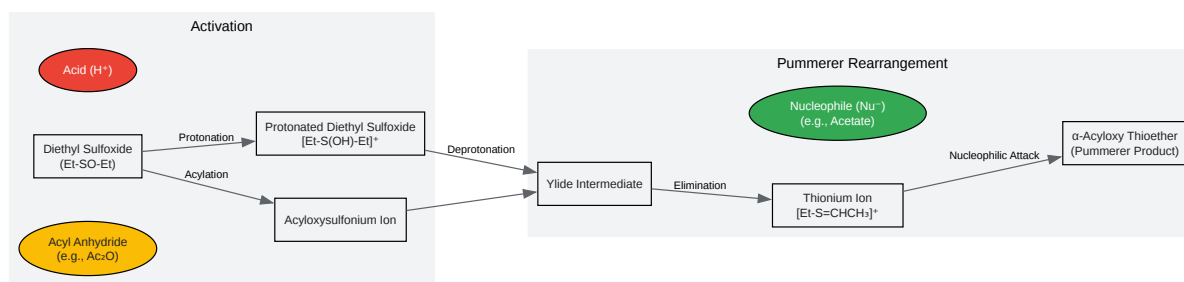 Activation
Acid (H⁺)
Diethyl Sulfoxide
(Et-SO-Et)
Acyl Anhydride
(e.g., Ac₂O)
Protonation
Acylation
Protonated Diethyl Sulfoxide
[Et-S(OH)-Et]⁺
Acyloxysulfonium Ion
Deprotonation
Pummerer Rearrangement
Nucleophile (Nu⁻)
(e.g., Acetate)
Ylide Intermediate
Elimination
Thionium Ion
[Et-S=CHCH₃]⁺
Nucleophilic Attack
α-Acyloxy Thioether
(Pummerer Product)